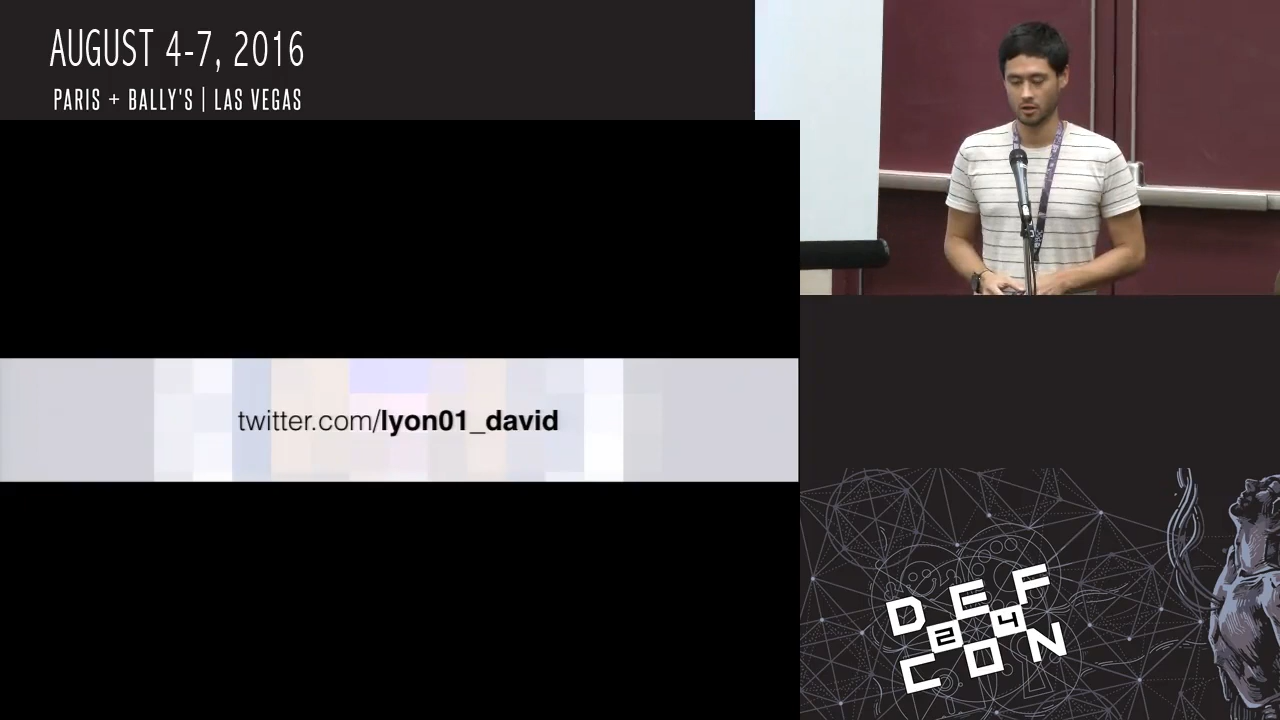 AUGUST 4-7, 2016
PARIS + BALLY'S | LAS VEGAS
twitter.com/lyon01_david
DEF
24
CON